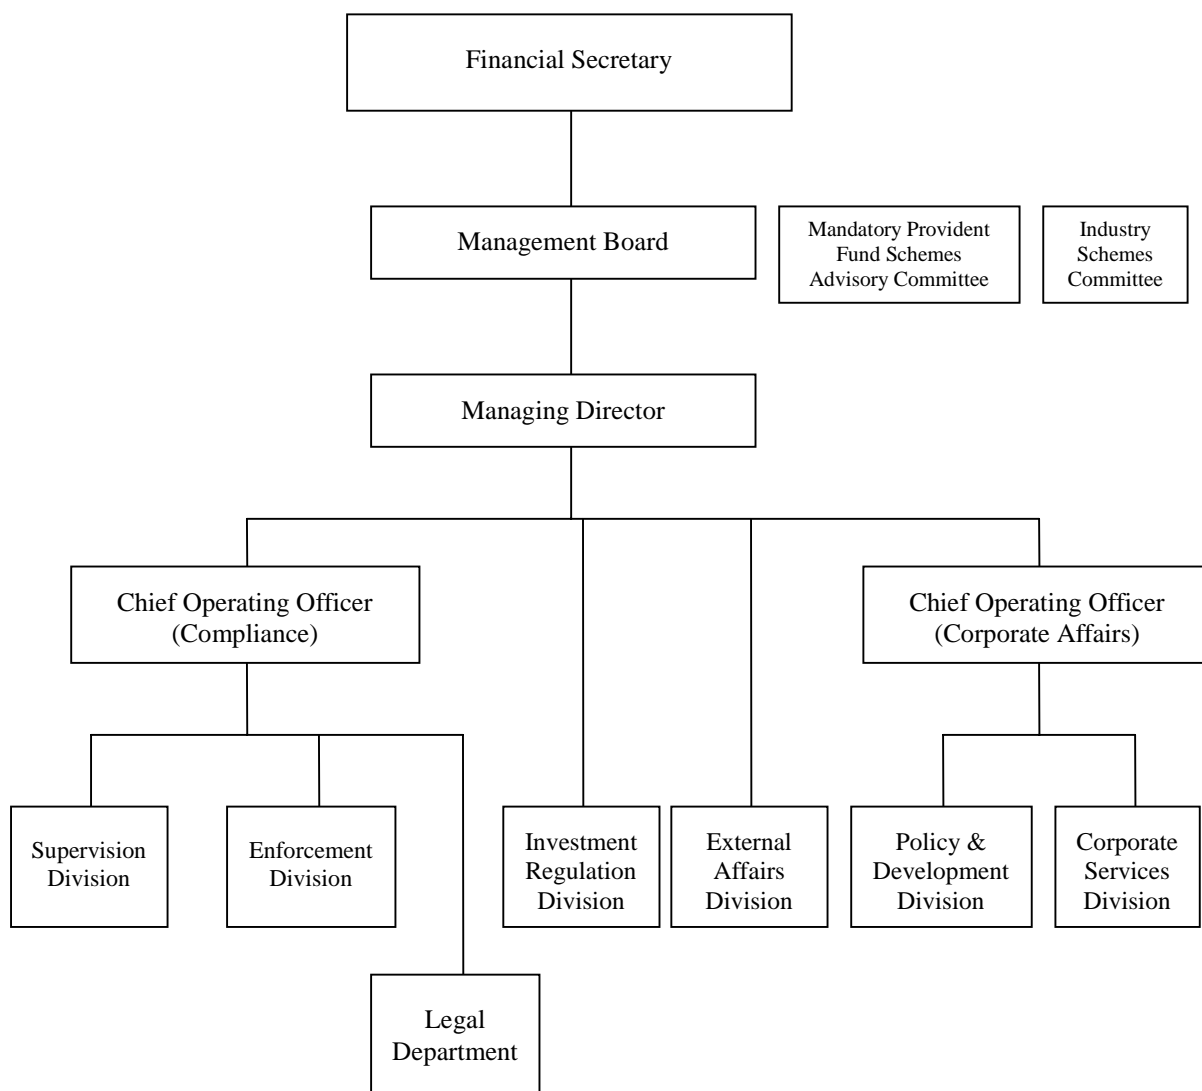 Financial Secretary
Management Board
Mandatory Provident
Fund Schemes
Advisory Committee
Industry
Schemes
Committee
Managing Director
Chief Operating Officer
(Compliance)
Chief Operating Officer
(Corporate Affairs)
Supervision
Division
Enforcement
Division
Investment
Regulation
Division
External
Affairs
Division
Policy &
Development
Division
Corporate
Services
Division
Legal
Department